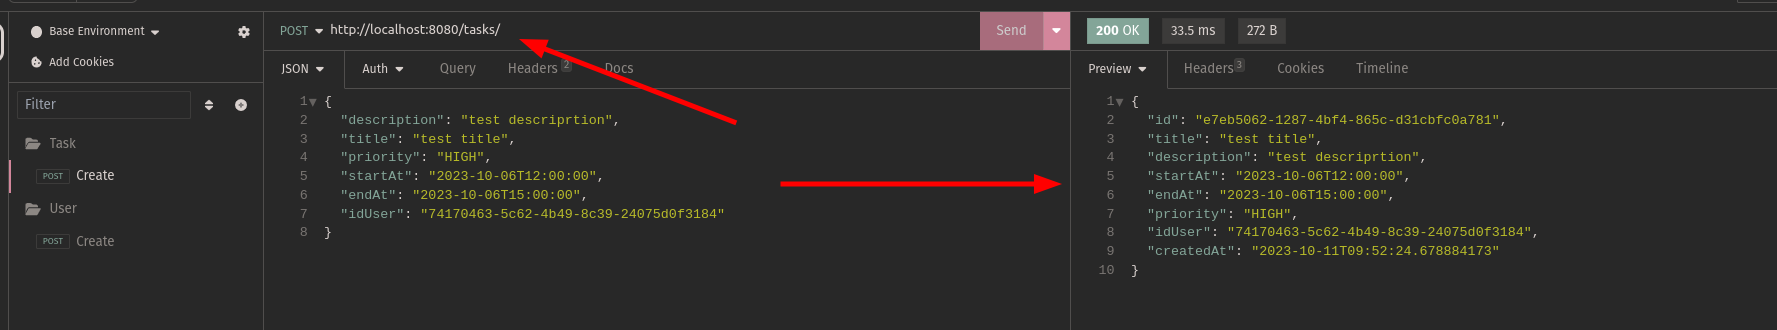 Base Environment
Add Cookies
Filter
Task
POST Create
User
POST Create
POST http://localhost:8080/tasks/ Send
JSON Auth Query Headers 2 Docs
1 {
2 "description": "test descriprtion",
3 "title": "test title",
4 "priority": "HIGH",
5 "startAt": "2023-10-06T12:00:00",
6 "endAt": "2023-10-06T15:00:00",
7 "idUser": "74170463-5c62-4b49-8c39-24075d0f3184"
8 }
200 OK 33.5 ms 272 B
Preview Headers 3 Cookies Timeline
1 {
2 "id": "e7eb5062-1287-4bf4-865c-d31cbfc0a781",
3 "title": "test title",
4 "description": "test descriprtion",
5 "startAt": "2023-10-06T12:00:00",
6 "endAt": "2023-10-06T15:00:00",
7 "priority": "HIGH",
8 "idUser": "74170463-5c62-4b49-8c39-24075d0f3184",
9 "createdAt": "2023-10-11T09:52:24.678884173"
10 }